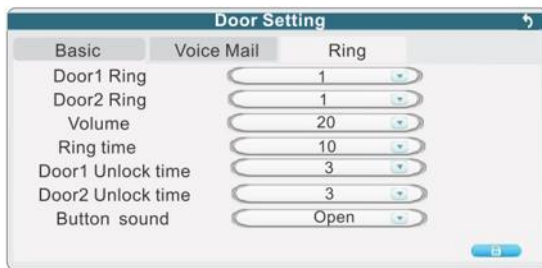 Door Setting
Basic Voice Mail Ring
Door1 Ring 1
Door2 Ring 1
Volume 20
Ring time 10
Door1 Unlock time 3
Door2 Unlock time 3
Button sound Open